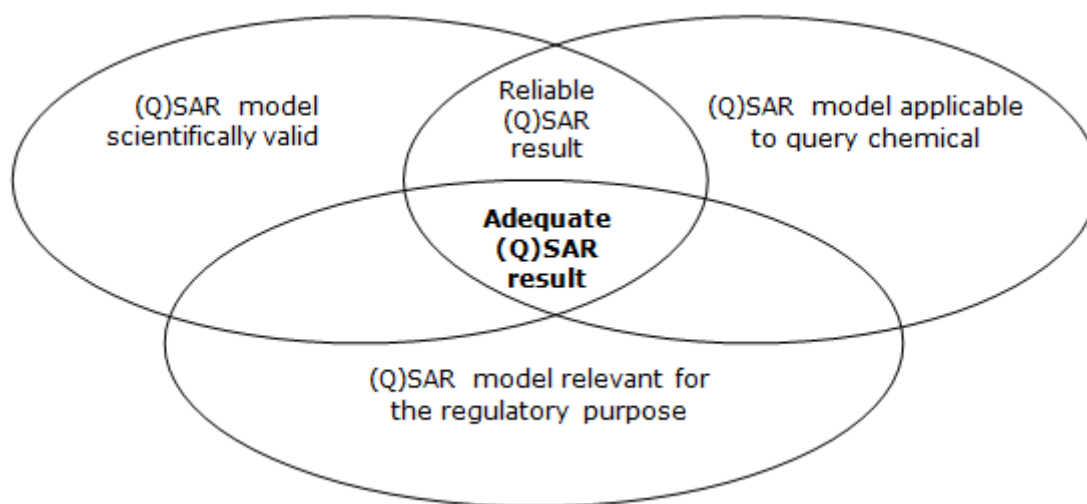 (Q)SAR model
scientifically valid
Reliable
(Q)SAR
result
(Q)SAR model applicable
to query chemical
Adequate
(Q)SAR
result
(Q)SAR model relevant for
the regulatory purpose